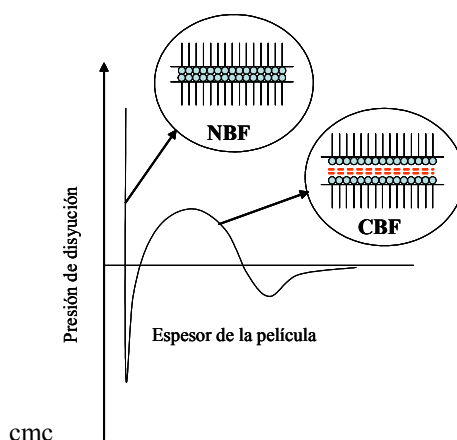 NBF
CBF
Presión de disyución
Espesor de la película
cmc